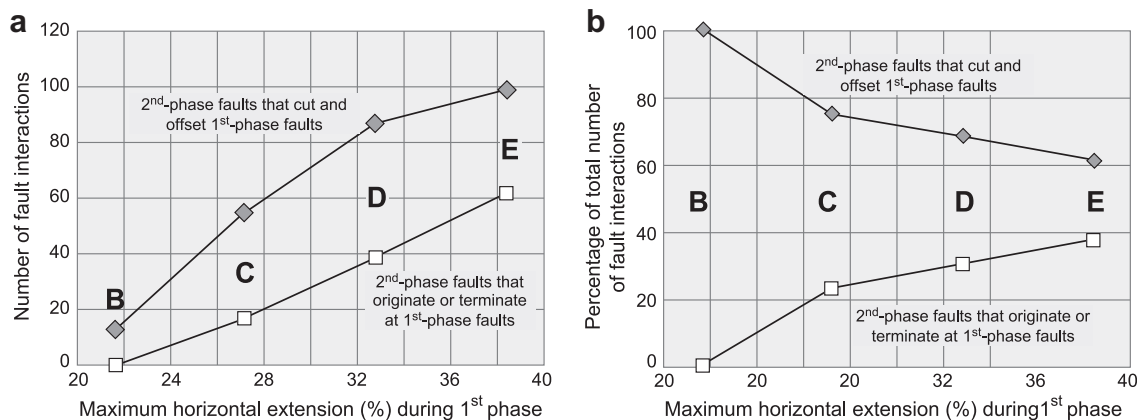 a
Number of fault interactions
120
100
80
60
40
20
0
2nd-phase faults that cut and
offset 1st-phase faults
B
C
D
E
2nd-phase faults that
originate or terminate
at 1st-phase faults
20
24
28
32
36
40
Maximum horizontal extension (%) during 1st phase
b
Percentage of total number
of fault interactions
100
80
60
40
20
0
2nd-phase faults that cut and
offset 1st-phase faults
B
C
D
E
2nd-phase faults that originate or
terminate at 1st-phase faults
20
20
20
32
36
40
Maximum horizontal extension (%) during1st phase